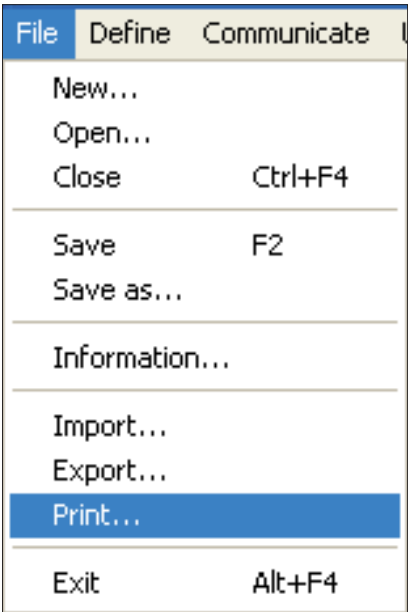 File Define Communicate
New...
Open...
Close Ctrl+F4
Save F2
Save as...
Information...
Import...
Export...
Print...
Exit Alt+F4